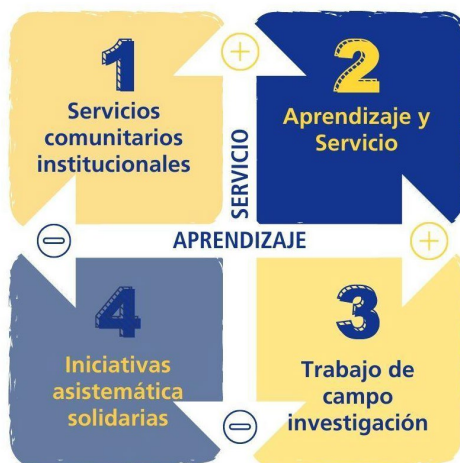 1
Servicios
comunitarios
institucionales
+
2
Aprendizaje y
Servicio
SERVICIO
−
APRENDIZAJE
+
4
Iniciativas
asistemática
solidarias
−
3
Trabajo de
campo
investigación